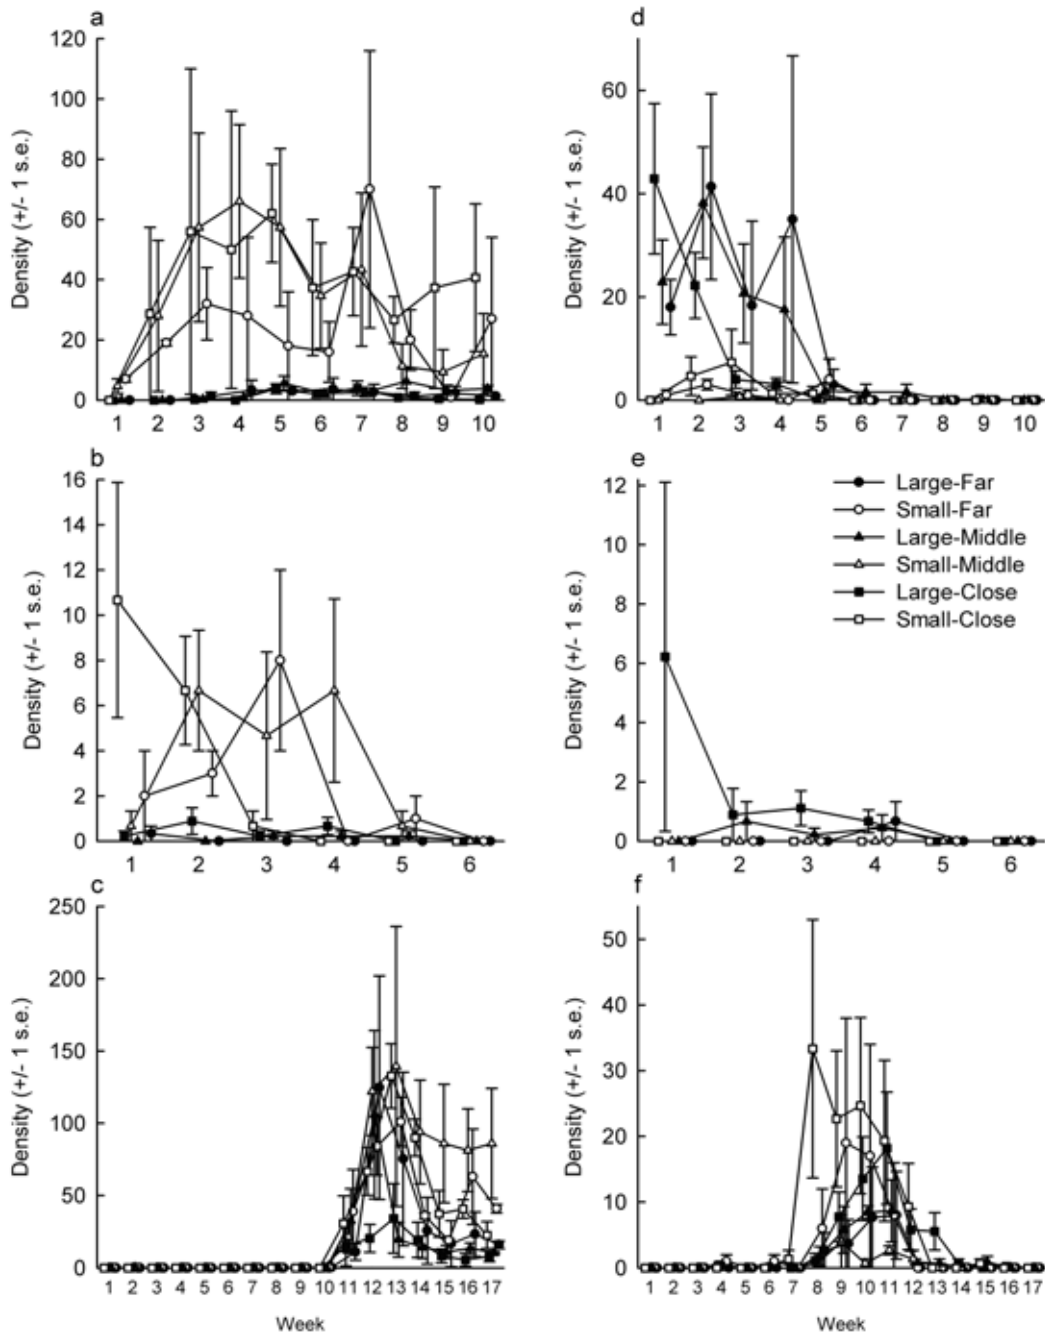 a
Density (+/- 1 s.e.)
120
100
80
60
40
20
0
1 2 3 4 5 6 7 8 9 10
d
Density (+/- 1 s.e.)
60
40
20
0
1 2 3 4 5 6 7 8 9 10
b
Density (+/- 1 s.e.)
16
14
12
10
8
6
4
2
0
1 2 3 4 5 6
e
Density (+/- 1 s.e.)
12
10
8
6
4
2
0
1 2 3 4 5 6
Large-Far
Small-Far
Large-Middle
Small-Middle
Large-Close
Small-Close
c
Density (+/- 1 s.e.)
250
200
150
100
50
0
1 2 3 4 5 6 7 8 9 10 11 12 13 14 15 16 17
Week
f
Density (+/- 1 s.e.)
50
40
30
20
10
0
1 2 3 4 5 6 7 8 9 10 11 12 13 14 15 16 17
Week